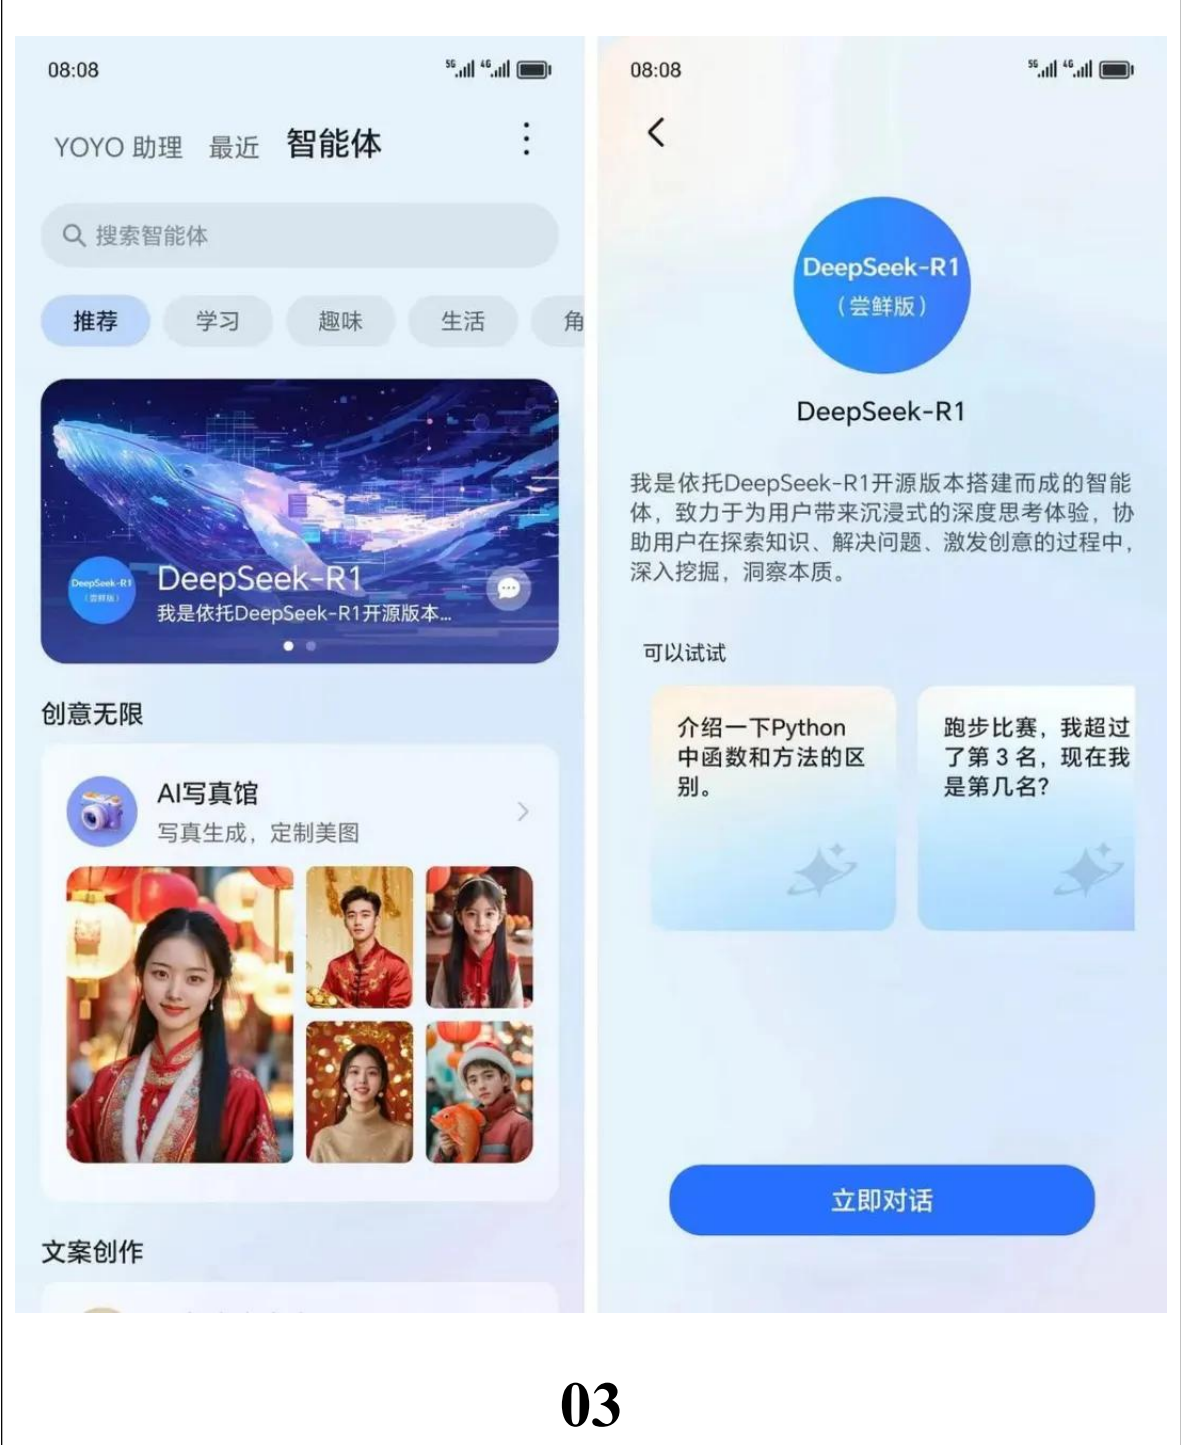 08:08
5G 4G
YOYO 助理 最近 智能体
搜索智能体
推荐 学习 趣味 生活 角
DeepSeek-R1
（尝鲜版）
DeepSeek-R1
我是依托DeepSeek-R1开源版本...
创意无限
AI写真馆
写真生成，定制美图
文案创作
08:08
5G 4G
DeepSeek-R1
（尝鲜版）
DeepSeek-R1
我是依托DeepSeek-R1开源版本搭建而成的智能
体，致力于为用户带来沉浸式的深度思考体验，协
助用户在探索知识、解决问题、激发创意的过程中，
深入挖掘，洞察本质。
可以试试
介绍一下Python
中函数和方法的区
别。
跑步比赛，我超过
了第 3 名，现在我
是第几名?
立即对话
03